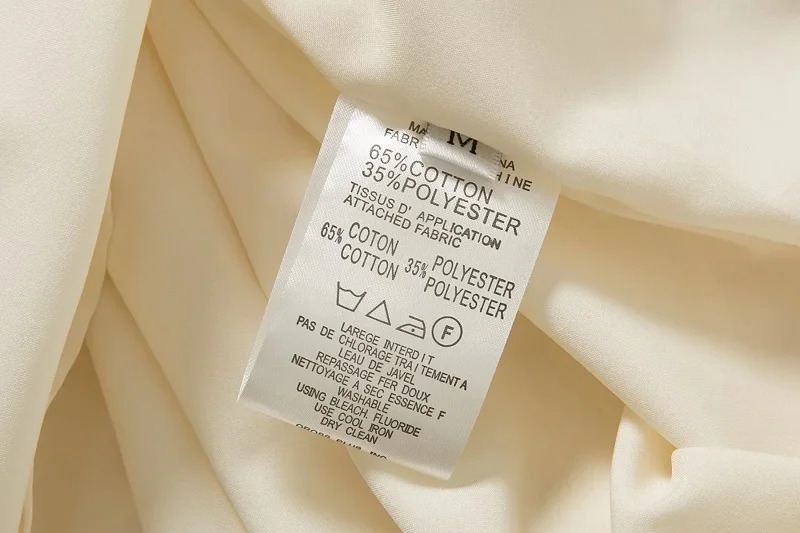 M
65%COTTON
35%POLYESTER
TISSUS D' APPLICATION
ATTACHED FABRIC
65% COTON 35% POLYESTER
COTTON POLYESTER
F
LAREGE INTERDIT
PAS DE CHLORAGE TRAITEMENTA
LEAU DE JAVEL
REPASSAGE FER DOUX
NETTOYAGE A SEC ESSENCE F
WASHABLE
USING BLEACH, FLUORIDE
USE COOL IRON
DRY CLEAN